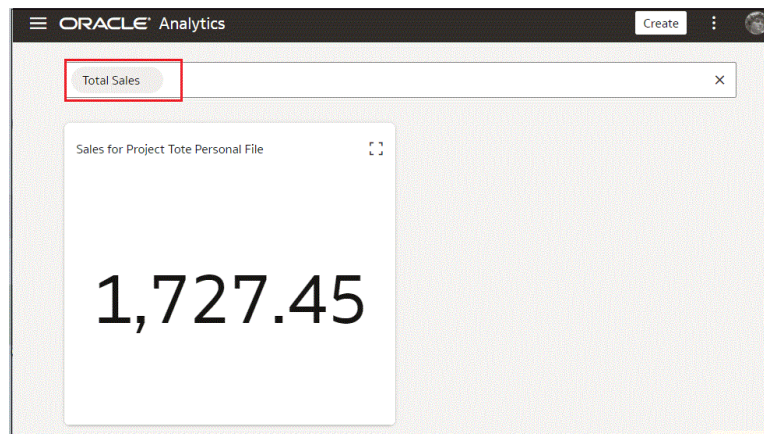 ORACLE Analytics
Create
Total Sales
Sales for Project Tote Personal File
1,727.45